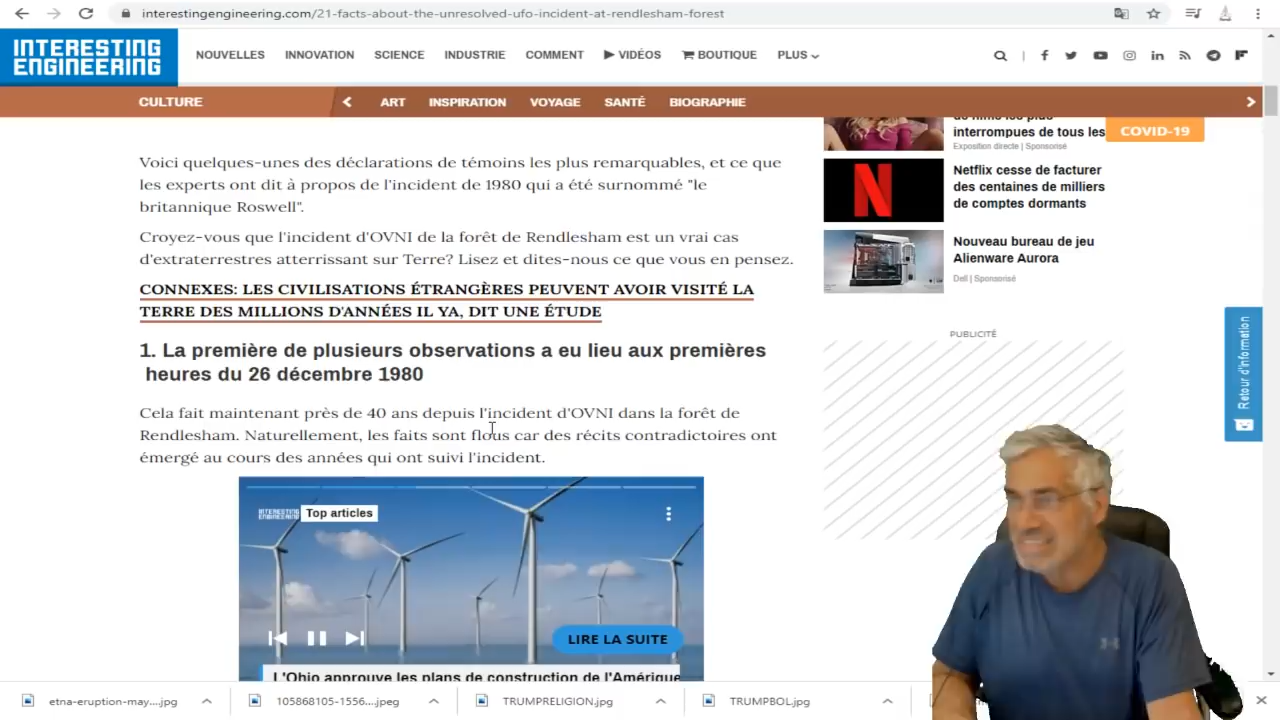 interestingengineering.com/21-facts-about-the-unresolved-ufo-incident-at-rendlesham-forest
INTERESTING
ENGINEERING
NOUVELLES
INNOVATION
SCIENCE
INDUSTRIE
COMMENT
VIDÉOS
BOUTIQUE
PLUS
CULTURE
ART
INSPIRATION
VOYAGE
SANTÉ
BIOGRAPHIE
Voici quelques-unes des déclarations de témoins les plus remarquables, et ce que
les experts ont dit à propos de l'incident de 1980 qui a été surnommé "le
britannique Roswell".
Croyez-vous que l'incident d'OVNI de la forêt de Rendlesham est un vrai cas
d'extraterrestres atterrissant sur Terre? Lisez et dites-nous ce que vous en pensez.
CONNEXES: LES CIVILISATIONS ÉTRANGÈRES PEUVENT AVOIR VISITÉ LA
TERRE DES MILLIONS D'ANNÉES IL YA, DIT UNE ÉTUDE
1. La première de plusieurs observations a eu lieu aux premières
heures du 26 décembre 1980
Cela fait maintenant près de 40 ans depuis l'incident d'OVNI dans la forêt de
Rendlesham. Naturellement, les faits sont flous car des récits contradictoires ont
émergé au cours des années qui ont suivi l'incident.
INTERESTING
ENGINEERING
Top articles
LIRE LA SUITE
L'Ohio approuve les plans de construction de l'Amérique
de films les plus
interrompues de tous les
Exposition directe | Sponsorisé
COVID-19
Netflix cesse de facturer
des centaines de milliers
de comptes dormants
Nouveau bureau de jeu
Alienware Aurora
Dell | Sponsorisé
PUBLICITÉ
Retour d'information
etna-eruption-may....jpg
105868105-1556....jpeg
TRUMPRELIGION.jpg
TRUMPBOL.jpg